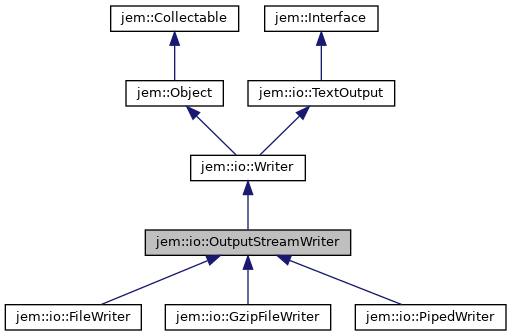 jem::Collectable
jem::Interface
jem::Object
jem::io::TextOutput
jem::io::Writer
jem::io::OutputStreamWriter
jem::io::FileWriter
jem::io::GzipFileWriter
jem::io::PipedWriter